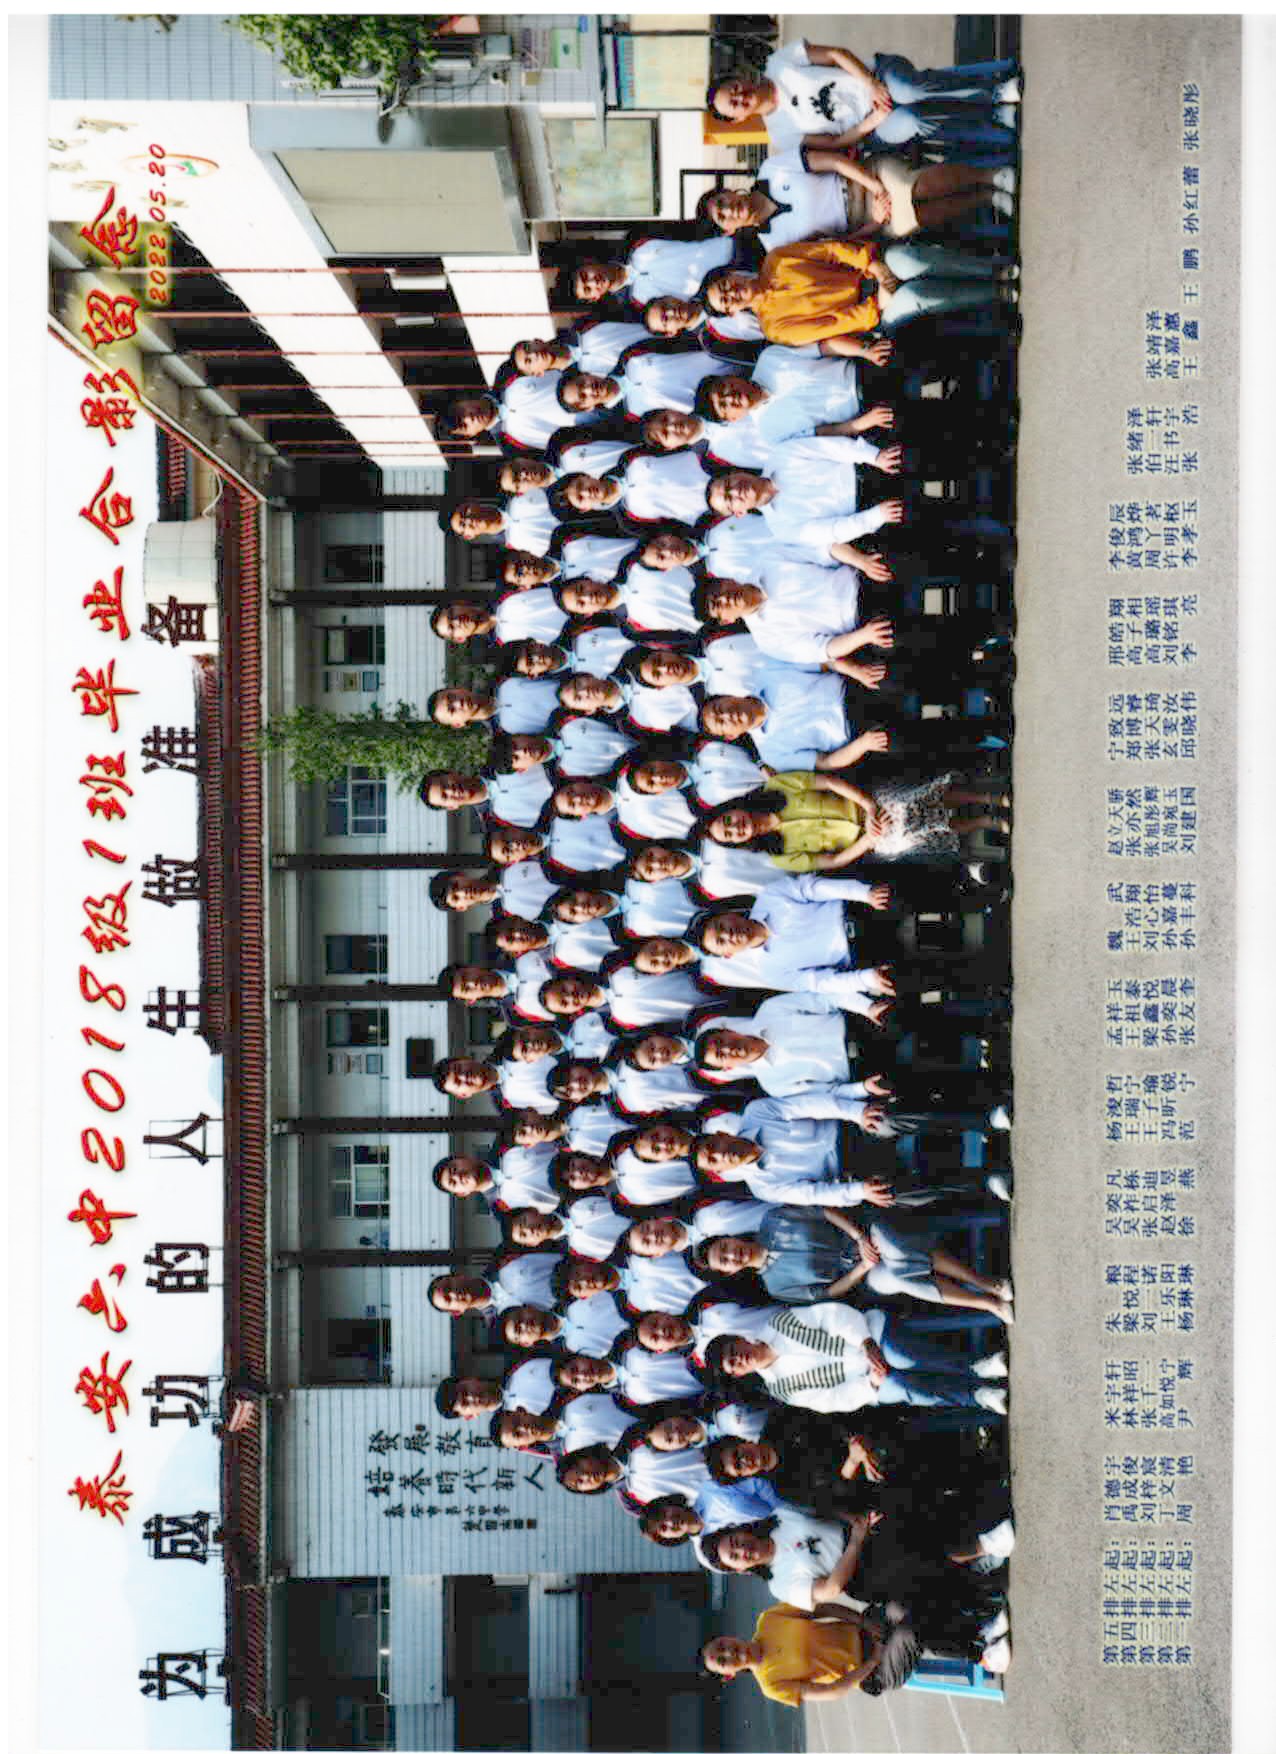 泰安六中2018级1班毕业合影留念
2022.05.20
为成功的人生做准备
發展教育
培養時代新人
泰安市第六中学
第五排左起：肖德宇 米宇轩 朱粮 吴奕凡 杨浚哲 孟祥玉 魏武 赵立天骄 宁致远 邢皓翔 李俊辰
第四排左起：禹成俊 林祥昭 梁悦程 吴祚栋 王瑞宁 王祖泰 王浩翔 张亦然 郑博睿 高子相 黄鸿烨 张绪泽
第三排左起：刘梓宸 张千一 刘一诺 张启迪 王子瑜 梁鑫悦 刘心怡 张旭彤辉 张天琦 高璐瑶 周丫茗 伯一轩 张靖泽
第二排左起：丁文清 高如悦宁 王乐阳 赵泽昱 冯昕锐 孙奕晨 孙嘉蔓 吴尚宛玉 玄雯汝 刘铭琪 许明枢 汪书宇 高嘉蕙
第一排左起：周艳 尹辉 杨琳琳 徐燕 范宁 张友奎 孙丰科 刘建国 邱晓伟 李亮 李孝玉 张浩 王鑫 王鹏 孙红蕾 张晓彤